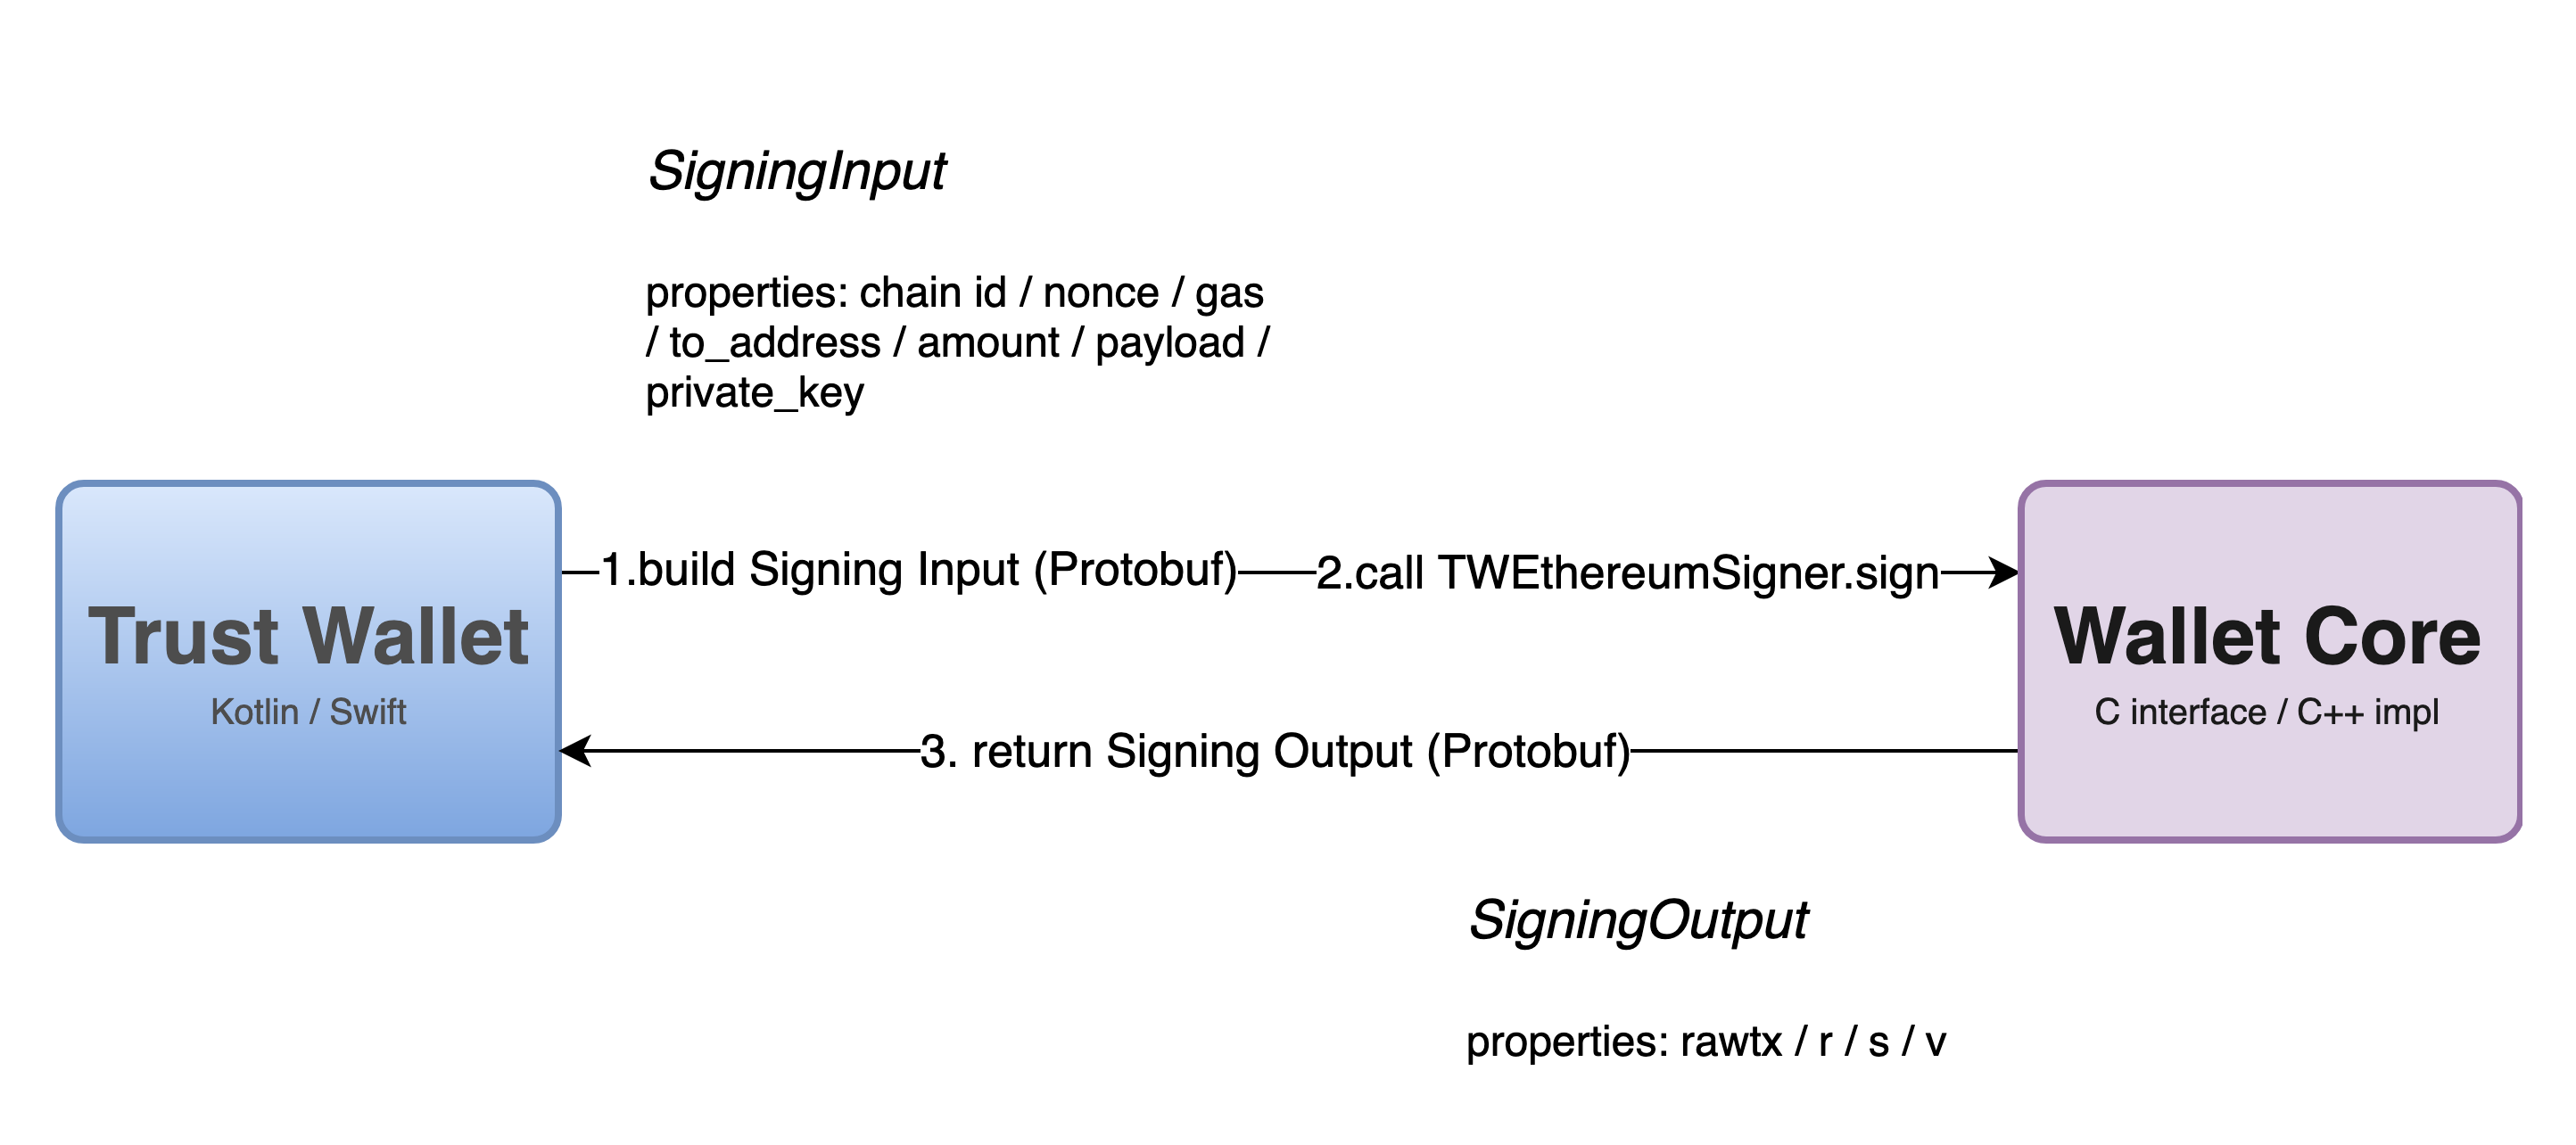 SigningInput
properties: chain id / nonce / gas
/ to_address / amount / payload /
private_key
1.build Signing Input (Protobuf)
2.call TWEthereumSigner.sign
Trust Wallet
Kotlin / Swift
Wallet Core
C interface / C++ impl
3. return Signing Output (Protobuf)
SigningOutput
properties: rawtx / r / s / v